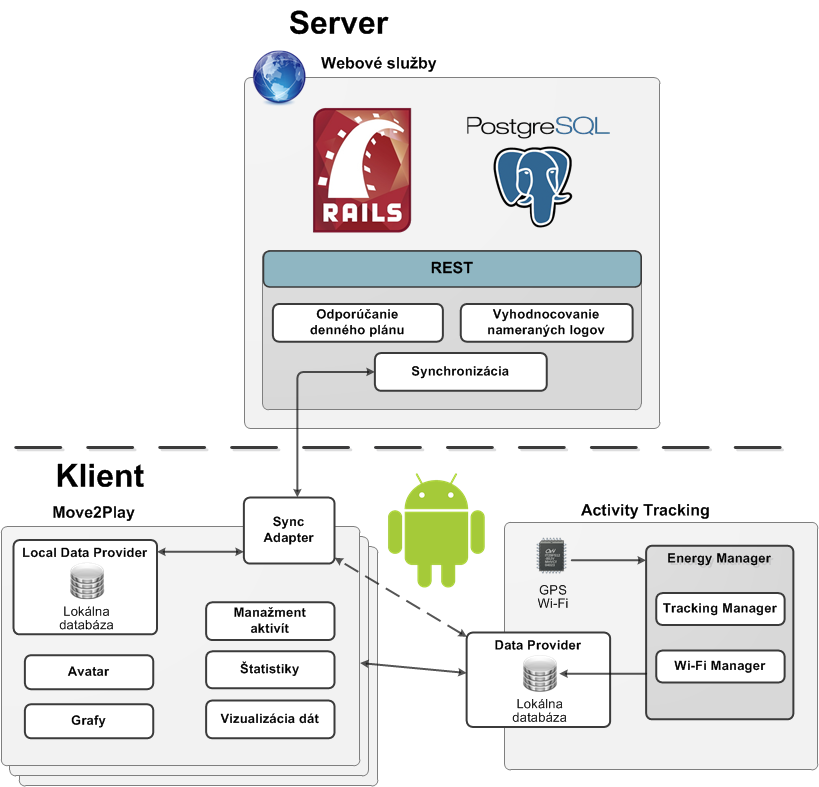 Server
Webové služby
RAILS
PostgreSQL
REST
Odporúčanie
denného plánu
Vyhodnocovanie
nameraných logov
Synchronizácia
Klient
Move2Play
Sync
Adapter
Local Data Provider
Lokálna
databáza
Manažment
aktivít
Avatar
Štatistiky
Grafy
Vizualizácia dát
Activity Tracking
GPS
Wi-Fi
Energy Manager
Tracking Manager
Wi-Fi Manager
Data Provider
Lokálna
databáza